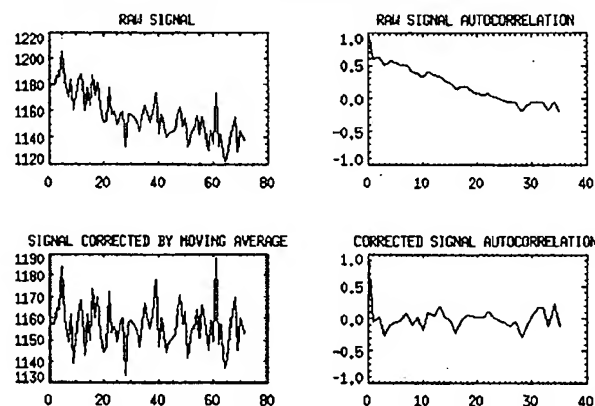 RAW SIGNAL
1220
1200
1180
1160
1140
1120
0 20 40 60 80
RAW SIGNAL AUTOCORRELATION
1.0
0.5
0.0
-0.5
-1.0
0 10 20 30 40
SIGNAL CORRECTED BY MOVING AVERAGE
1190
1180
1170
1160
1150
1140
1130
0 20 40 60 80
CORRECTED SIGNAL AUTOCORRELATION
1.0
0.5
0.0
-0.5
-1.0
0 10 20 30 40